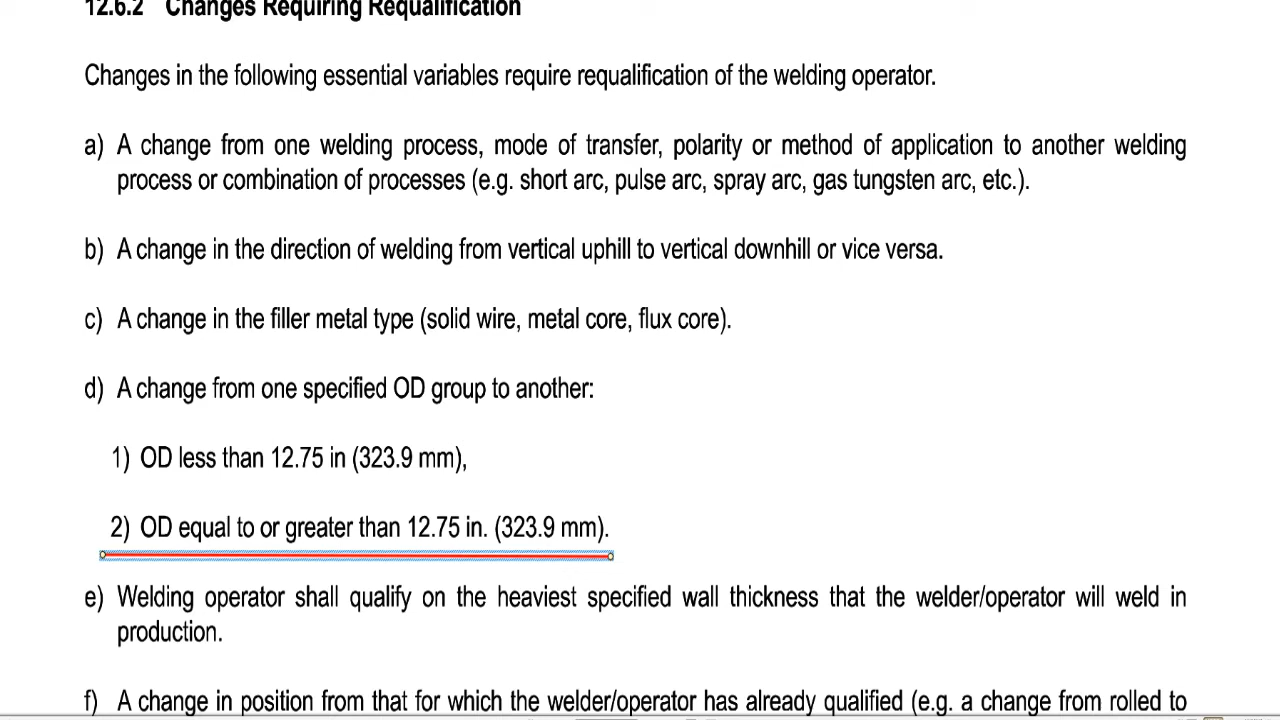 12.6.2 Changes Requiring Requalification
Changes in the following essential variables require requalification of the welding operator.
a) A change from one welding process, mode of transfer, polarity or method of application to another welding
process or combination of processes (e.g. short arc, pulse arc, spray arc, gas tungsten arc, etc.).
b) A change in the direction of welding from vertical uphill to vertical downhill or vice versa.
c) A change in the filler metal type (solid wire, metal core, flux core).
d) A change from one specified OD group to another:
1) OD less than 12.75 in (323.9 mm),
2) OD equal to or greater than 12.75 in. (323.9 mm).
e) Welding operator shall qualify on the heaviest specified wall thickness that the welder/operator will weld in
production.
f) A change in position from that for which the welder/operator has already qualified (e.g. a change from rolled to